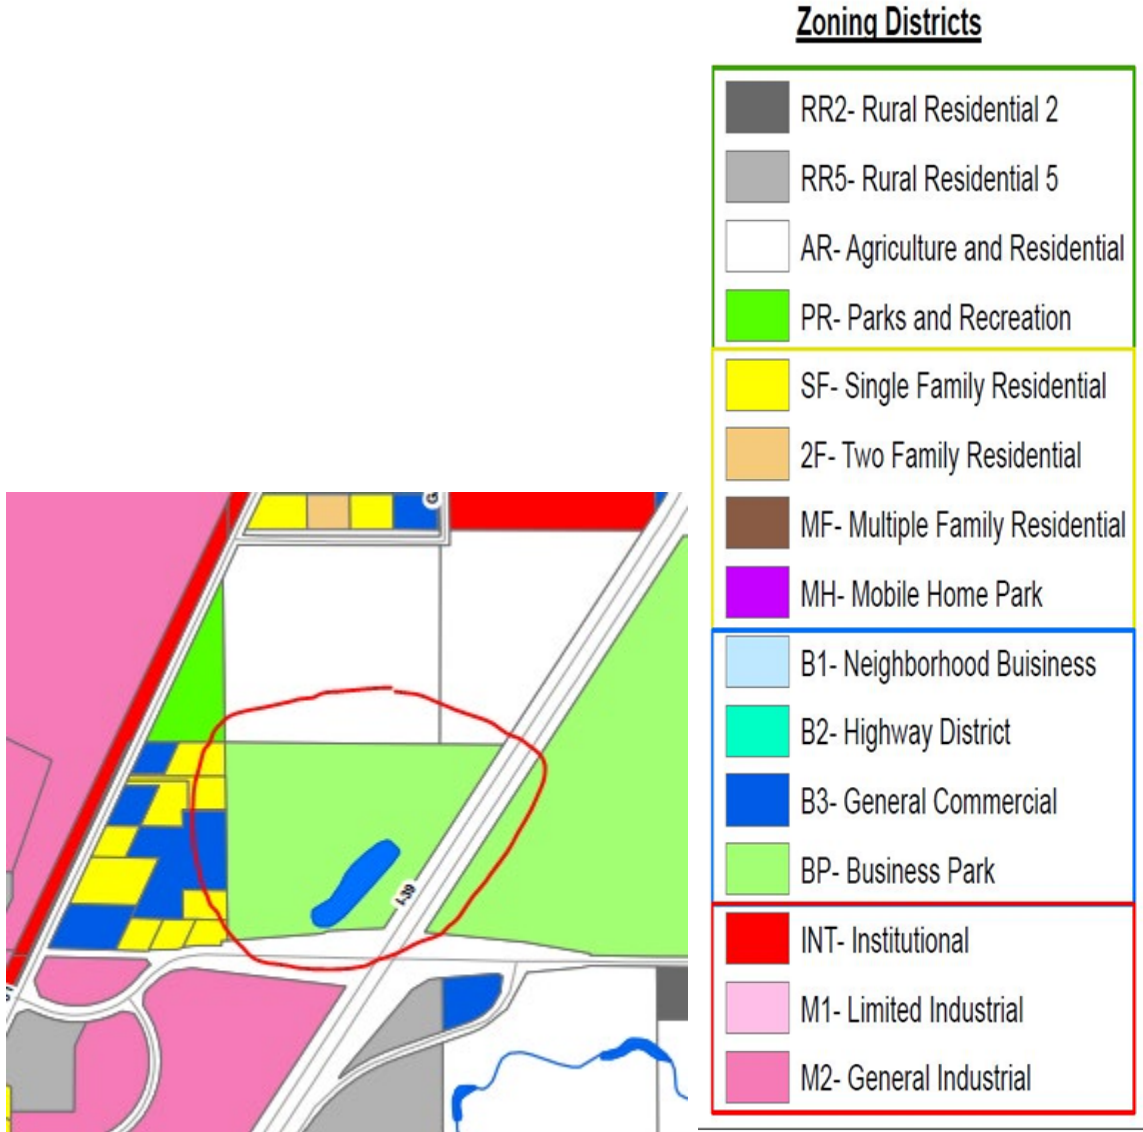 Zoning Districts
RR2- Rural Residential 2
RR5- Rural Residential 5
AR- Agriculture and Residential
PR- Parks and Recreation
SF- Single Family Residential
2F- Two Family Residential
MF- Multiple Family Residential
MH- Mobile Home Park
B1- Neighborhood Buisiness
B2- Highway District
B3- General Commercial
BP- Business Park
INT- Institutional
M1- Limited Industrial
M2- General Industrial
I-39